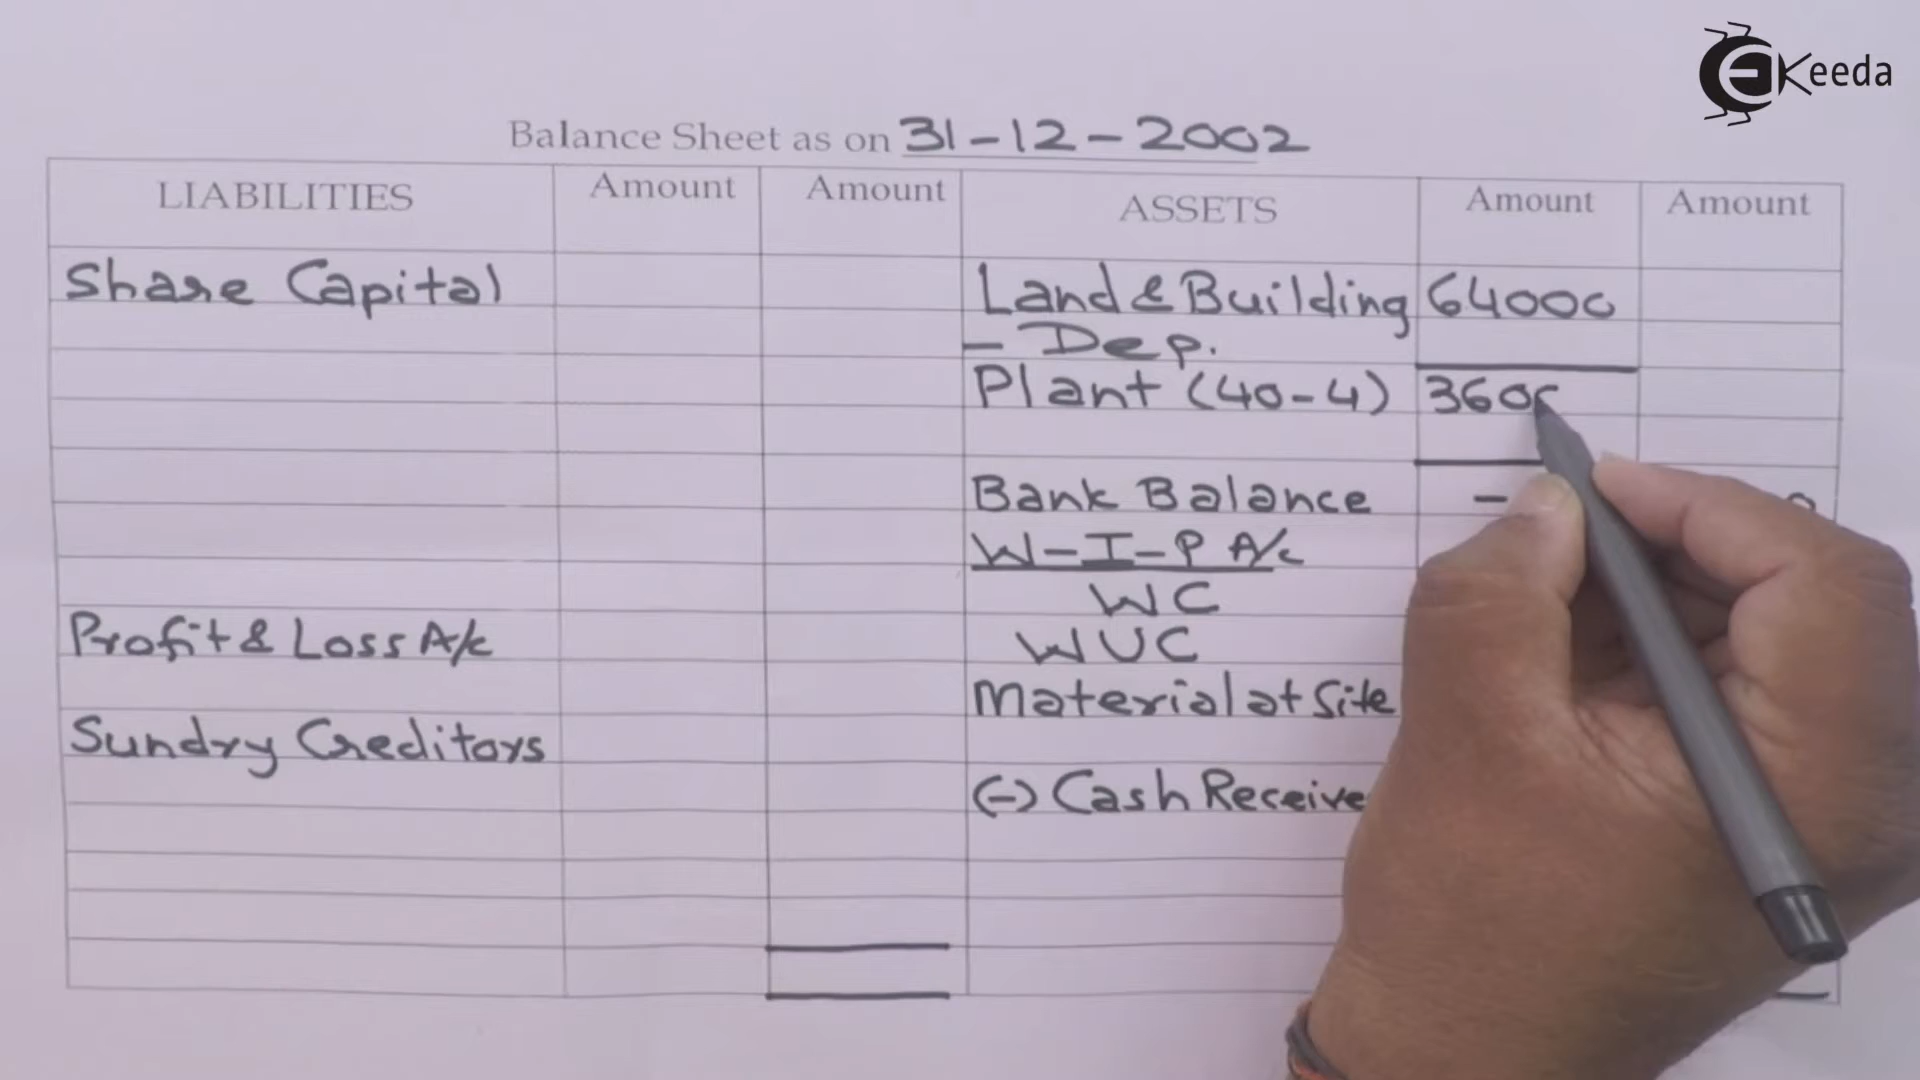 Keeda
Balance Sheet as on 31-12-2002
LIABILITIES Amount Amount ASSETS Amount Amount
Share Capital Land & Building 64000
- Dep.
Plant (40-4) 3600
Bank Balance -
W-I-P A/c
WC
Profit & Loss A/c WUC
Material at Site
Sundry Creditors
(-) Cash Receive